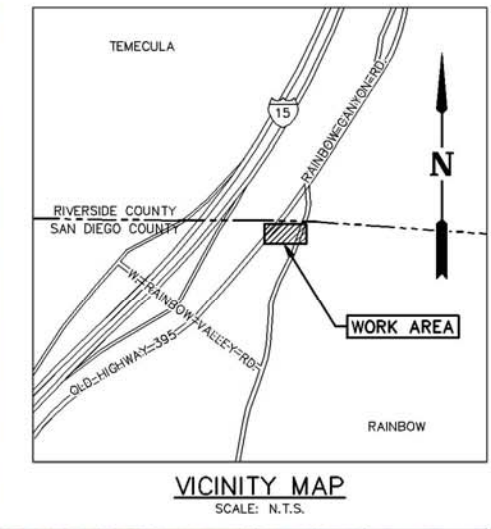 TEMECULA
15
RAINBOW CANYON RD.
N
RIVERSIDE COUNTY
SAN DIEGO COUNTY
W. RAINBOW VALLEY RD.
WORK AREA
OLD HIGHWAY 395
RAINBOW
VICINITY MAP
SCALE: N.T.S.